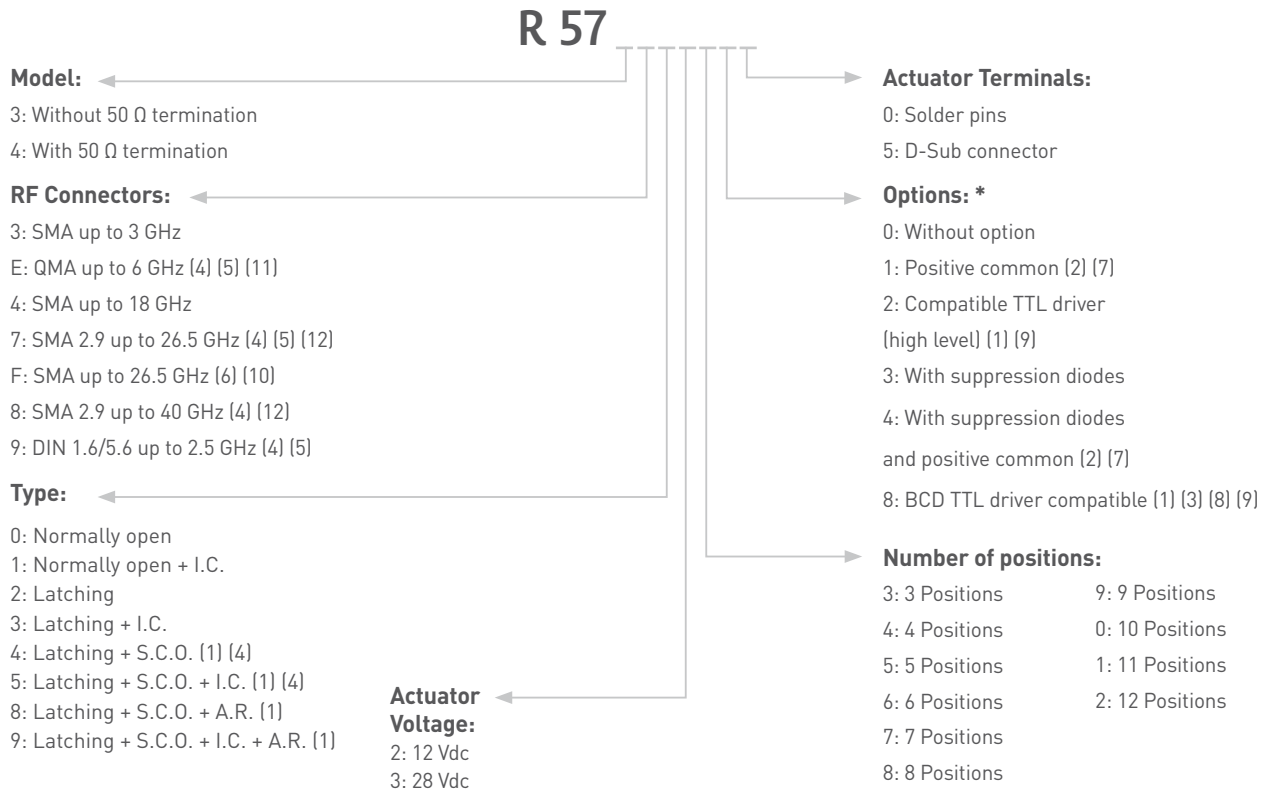 R 57 _ _ _ _ _ _ _
Model:
3: Without 50 Ω termination
4: With 50 Ω termination
RF Connectors:
3: SMA up to 3 GHz
E: QMA up to 6 GHz (4) (5) (11)
4: SMA up to 18 GHz
7: SMA 2.9 up to 26.5 GHz (4) (5) (12)
F: SMA up to 26.5 GHz (6) (10)
8: SMA 2.9 up to 40 GHz (4) (12)
9: DIN 1.6/5.6 up to 2.5 GHz (4) (5)
Type:
0: Normally open
1: Normally open + I.C.
2: Latching
3: Latching + I.C.
4: Latching + S.C.O. (1) (4)
5: Latching + S.C.O. + I.C. (1) (4)
8: Latching + S.C.O. + A.R. (1)
9: Latching + S.C.O. + I.C. + A.R. (1)
Actuator
Voltage:
2: 12 Vdc
3: 28 Vdc
Actuator Terminals:
0: Solder pins
5: D-Sub connector
Options: *
0: Without option
1: Positive common (2) (7)
2: Compatible TTL driver
(high level) (1) (9)
3: With suppression diodes
4: With suppression diodes
and positive common (2) (7)
8: BCD TTL driver compatible (1) (3) (8) (9)
Number of positions:
3: 3 Positions
4: 4 Positions
5: 5 Positions
6: 6 Positions
7: 7 Positions
8: 8 Positions
9: 9 Positions
0: 10 Positions
1: 11 Positions
2: 12 Positions